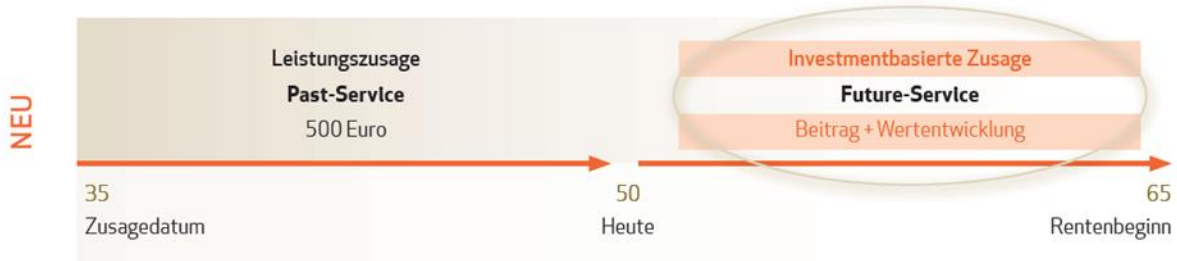 NEU
Leistungszusage
Past-Service
500 Euro
Investmentbasierte Zusage
Future-Service
Beitrag + Wertentwicklung
35
Zusagedatum
50
Heute
65
Rentenbeginn